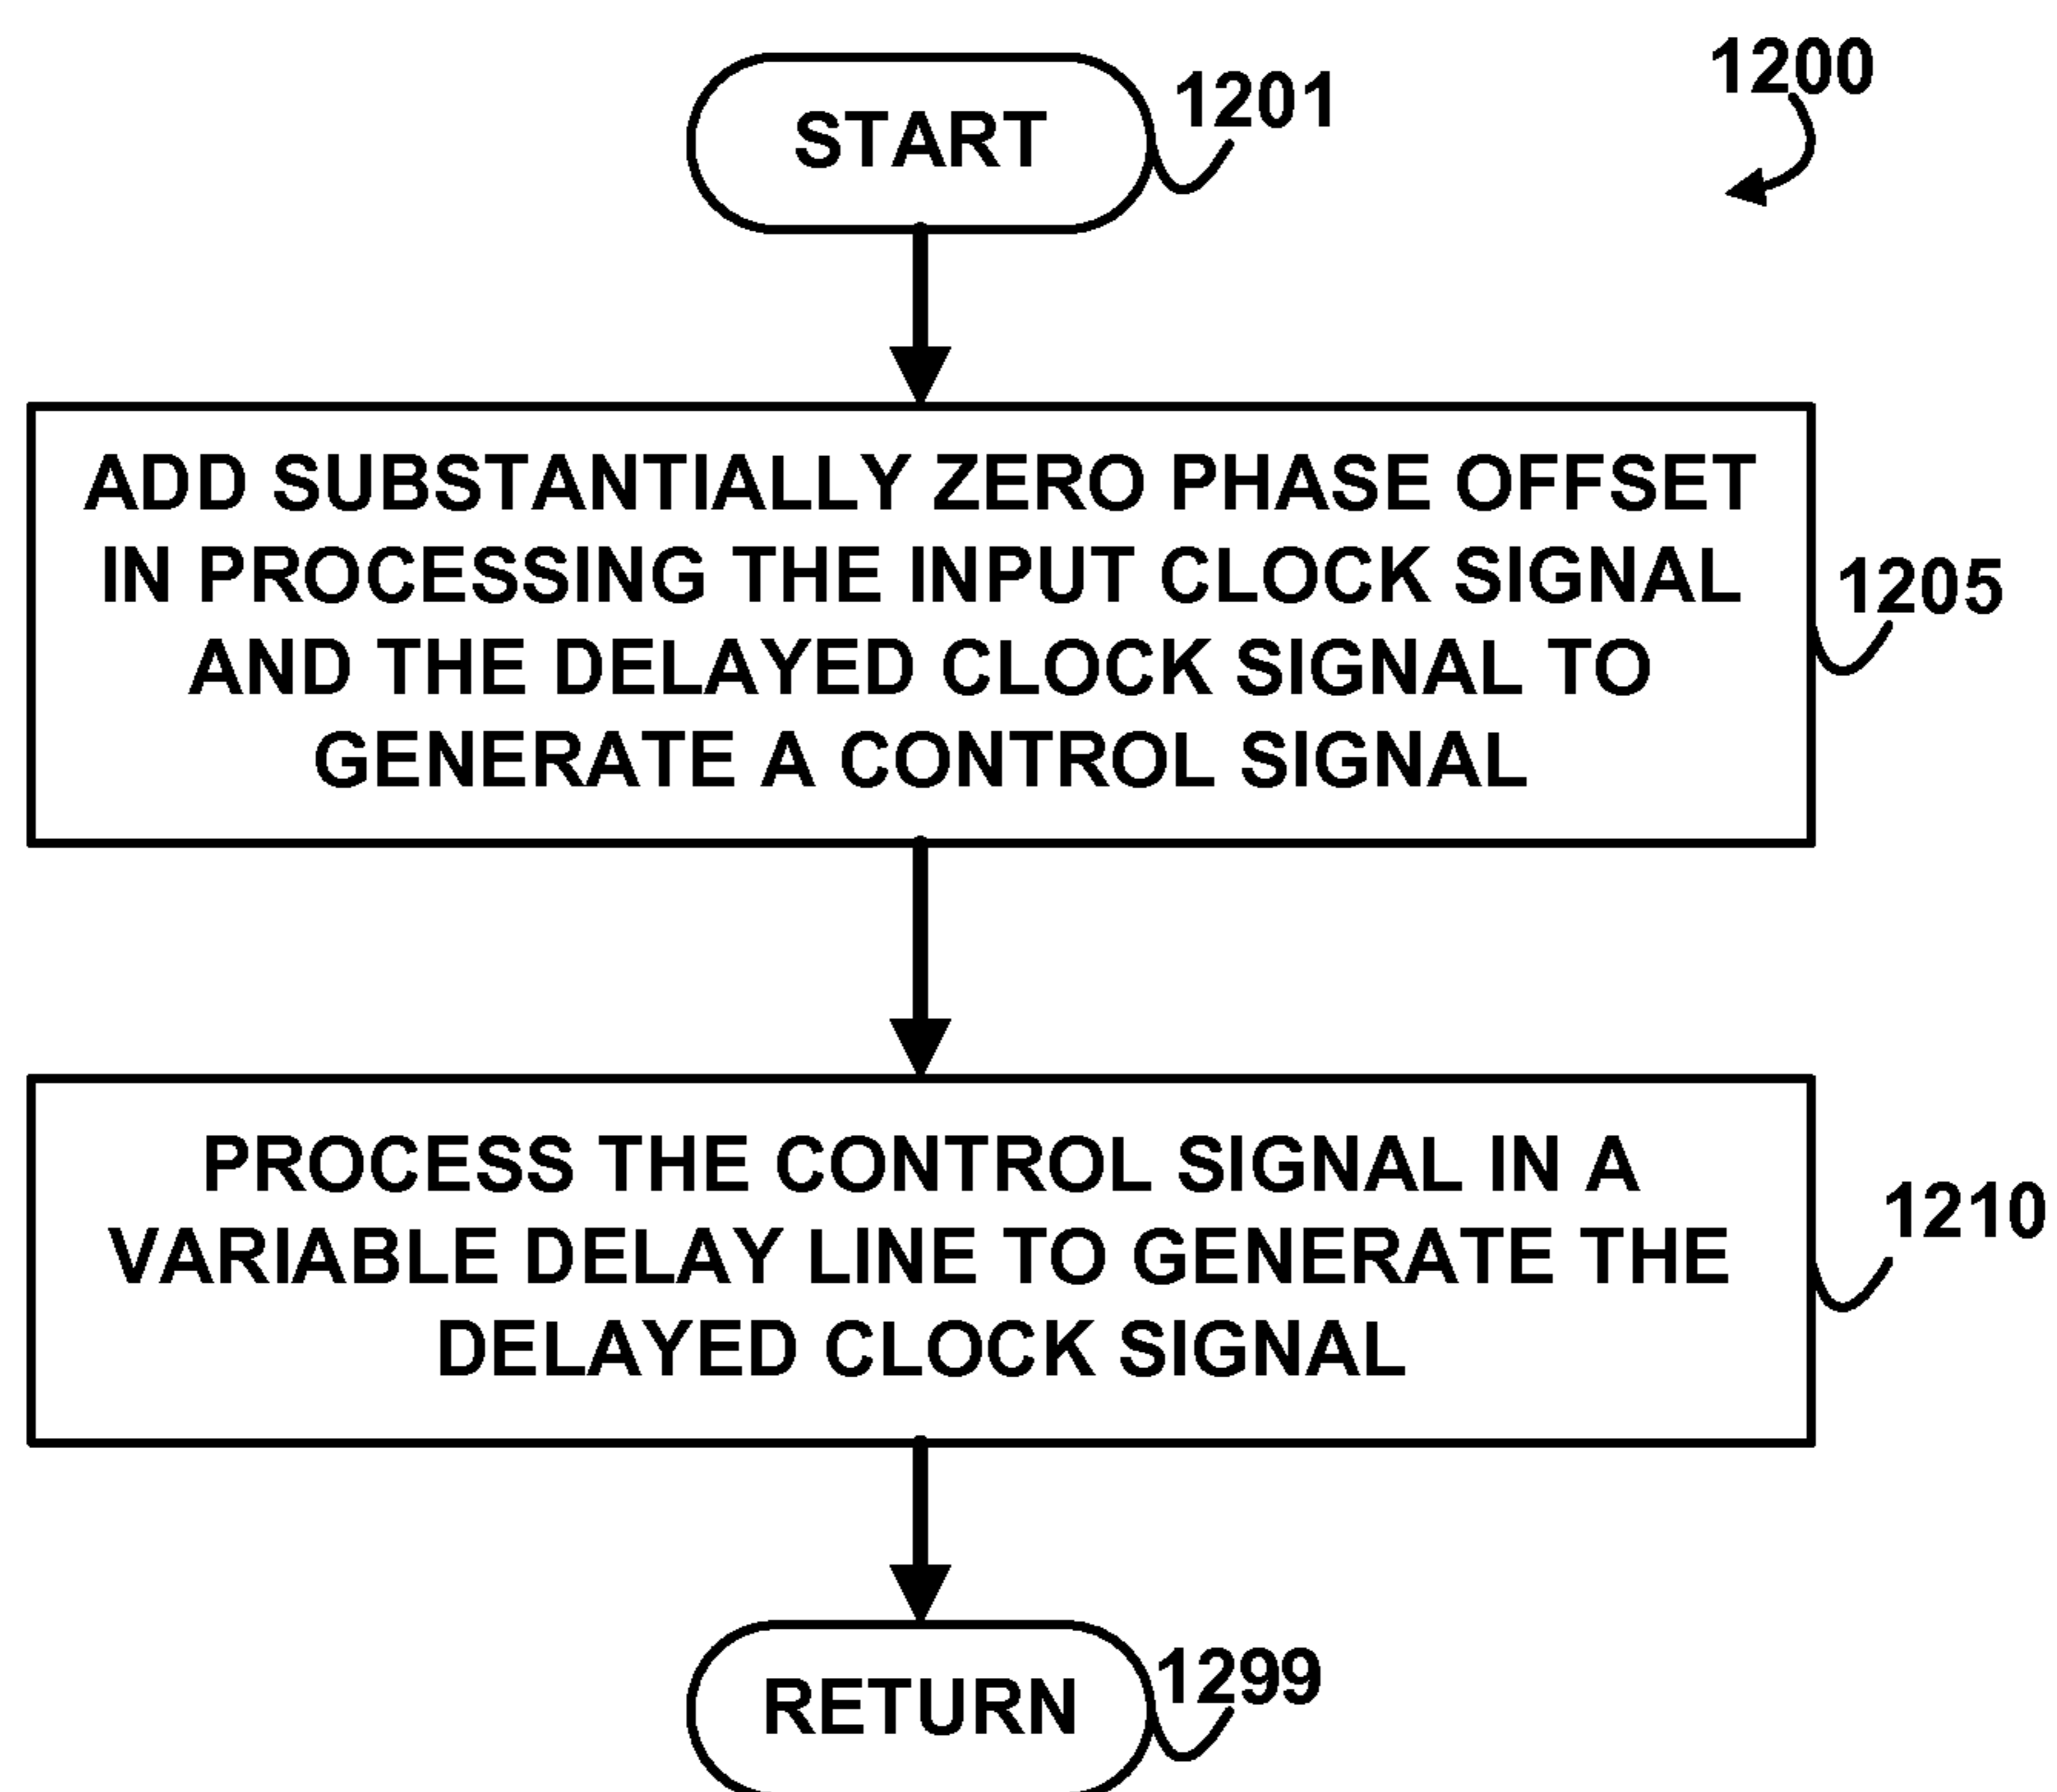 1200
START
1201
ADD SUBSTANTIALLY ZERO PHASE OFFSET
IN PROCESSING THE INPUT CLOCK SIGNAL
AND THE DELAYED CLOCK SIGNAL TO
GENERATE A CONTROL SIGNAL
1205
PROCESS THE CONTROL SIGNAL IN A
VARIABLE DELAY LINE TO GENERATE THE
DELAYED CLOCK SIGNAL
1210
RETURN
1299